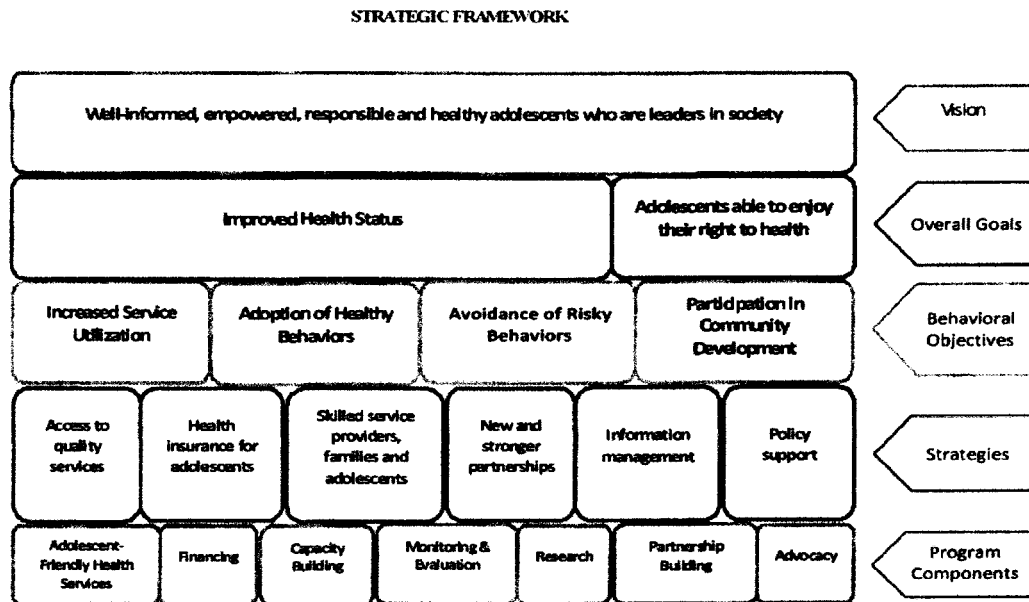 STRATEGIC FRAMEWORK
Well-informed, empowered, responsible and healthy adolescents who are leaders in society
Vision
Improved Health Status
Adolescents able to enjoy
their right to health
Overall Goals
Increased Service
Utilization
Adoption of Healthy
Behaviors
Avoidance of Risky
Behaviors
Participation in
Community
Development
Behavioral
Objectives
Access to
quality
services
Health
insurance for
adolescents
Skilled service
providers,
families and
adolescents
New and
stronger
partnerships
Information
management
Policy
support
Strategies
Adolescent-
Friendly Health
Services
Financing
Capacity
Building
Monitoring &
Evaluation
Research
Partnership
Building
Advocacy
Program
Components